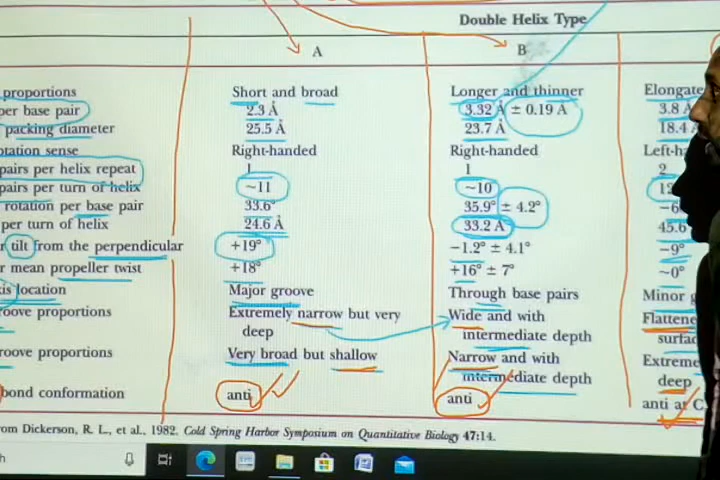 Double Helix Type
A B
proportions Short and broad Longer and thinner Elongate
per base pair 2.3 Å 3.32 Å ± 0.19 Å 3.8 Å
packing diameter 25.5 Å 23.7 Å 18.4
otation sense Right-handed Right-handed Left-h
pairs per helix repeat 1 1 2
pairs per turn of helix ~11 ~10 12
rotation per base pair 33.6° 35.9° ± 4.2° −6
per turn of helix 24.6 Å 33.2 Å 45.6
tilt from the perpendicular +19° −1.2° ± 4.1° −9°
r mean propeller twist +18° +16° ± 7° ~0°
is location Major groove Through base pairs Minor g
oove proportions Extremely narrow but very Wide and with Flattene
deep intermediate depth surfac
roove proportions Very broad but shallow Narrow and with Extreme
intermediate depth deep
bond conformation anti anti anti at C
om Dickerson, R. L., et al., 1982. Cold Spring Harbor Symposium on Quantitative Biology 47:14.
h